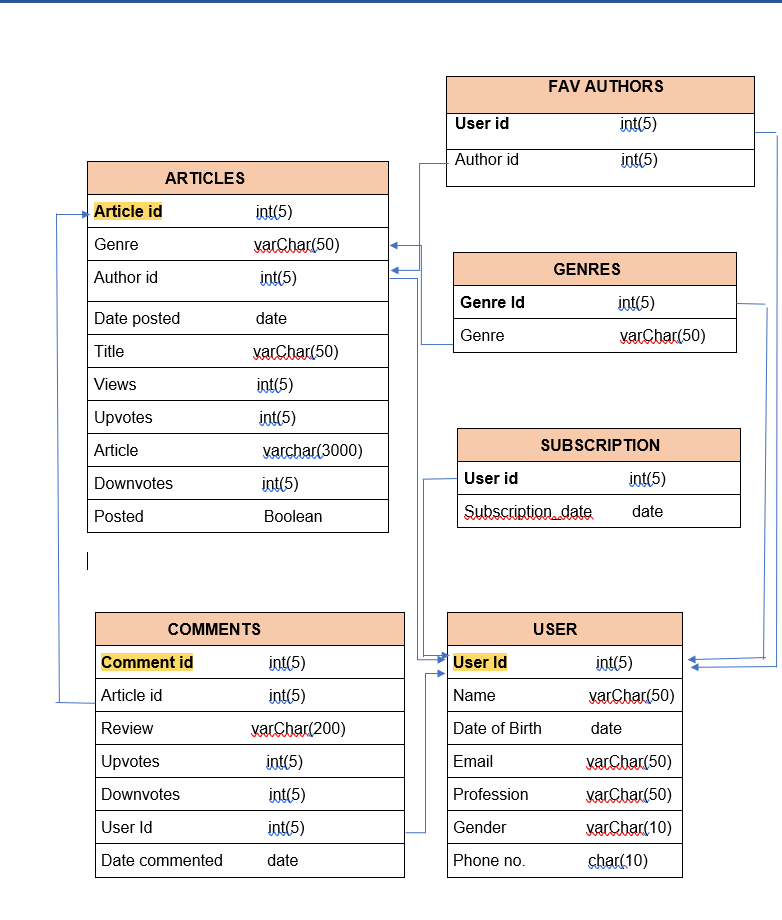 FAV AUTHORS
User id int(5)
Author id int(5)
ARTICLES
Article id int(5)
Genre varChar(50)
Author id int(5)
Date posted date
Title varChar(50)
Views int(5)
Upvotes int(5)
Article varchar(3000)
Downvotes int(5)
Posted Boolean
GENRES
Genre Id int(5)
Genre varChar(50)
SUBSCRIPTION
User id int(5)
Subscription_date date
COMMENTS
Comment id int(5)
Article id int(5)
Review varChar(200)
Upvotes int(5)
Downvotes int(5)
User Id int(5)
Date commented date
USER
User Id int(5)
Name varChar(50)
Date of Birth date
Email varChar(50)
Profession varChar(50)
Gender varChar(10)
Phone no. char(10)